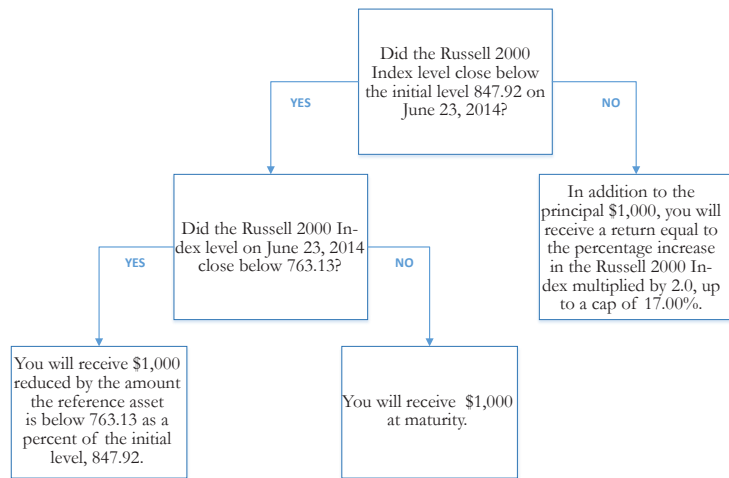 Did the Russell 2000
Index level close below
the initial level 847.92 on
June 23, 2014?
YES
NO
Did the Russell 2000 In-
dex level on June 23, 2014
close below 763.13?
In addition to the
principal $1,000, you will
receive a return equal to
the percentage increase
in the Russell 2000 In-
dex multiplied by 2.0, up
to a cap of 17.00%.
YES
NO
You will receive $1,000
reduced by the amount
the reference asset
is below 763.13 as a
percent of the initial
level, 847.92.
You will receive $1,000
at maturity.